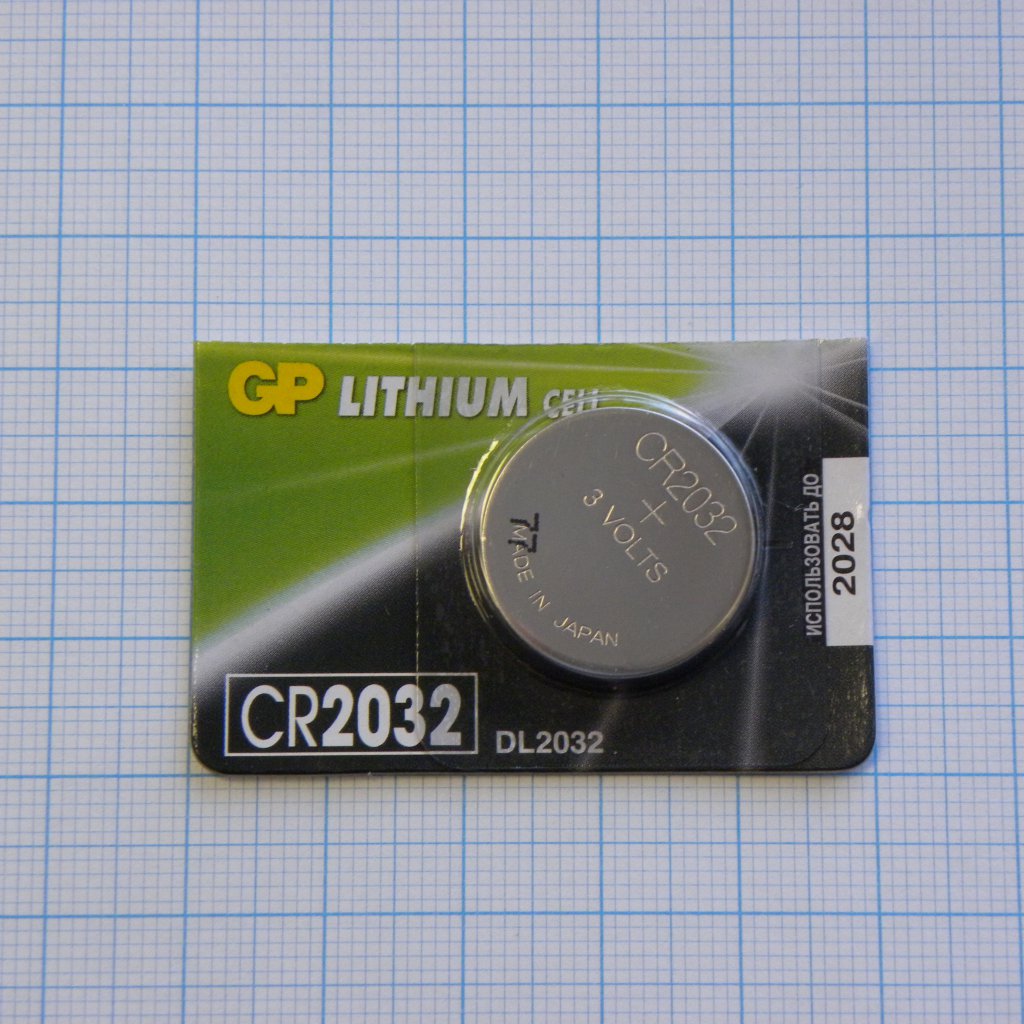 GP LITHIUM CELL
CR2032
+
3 VOLTS
MADE IN JAPAN
ИСПОЛЬЗОВАТЬ ДО
2028
CR2032
DL2032